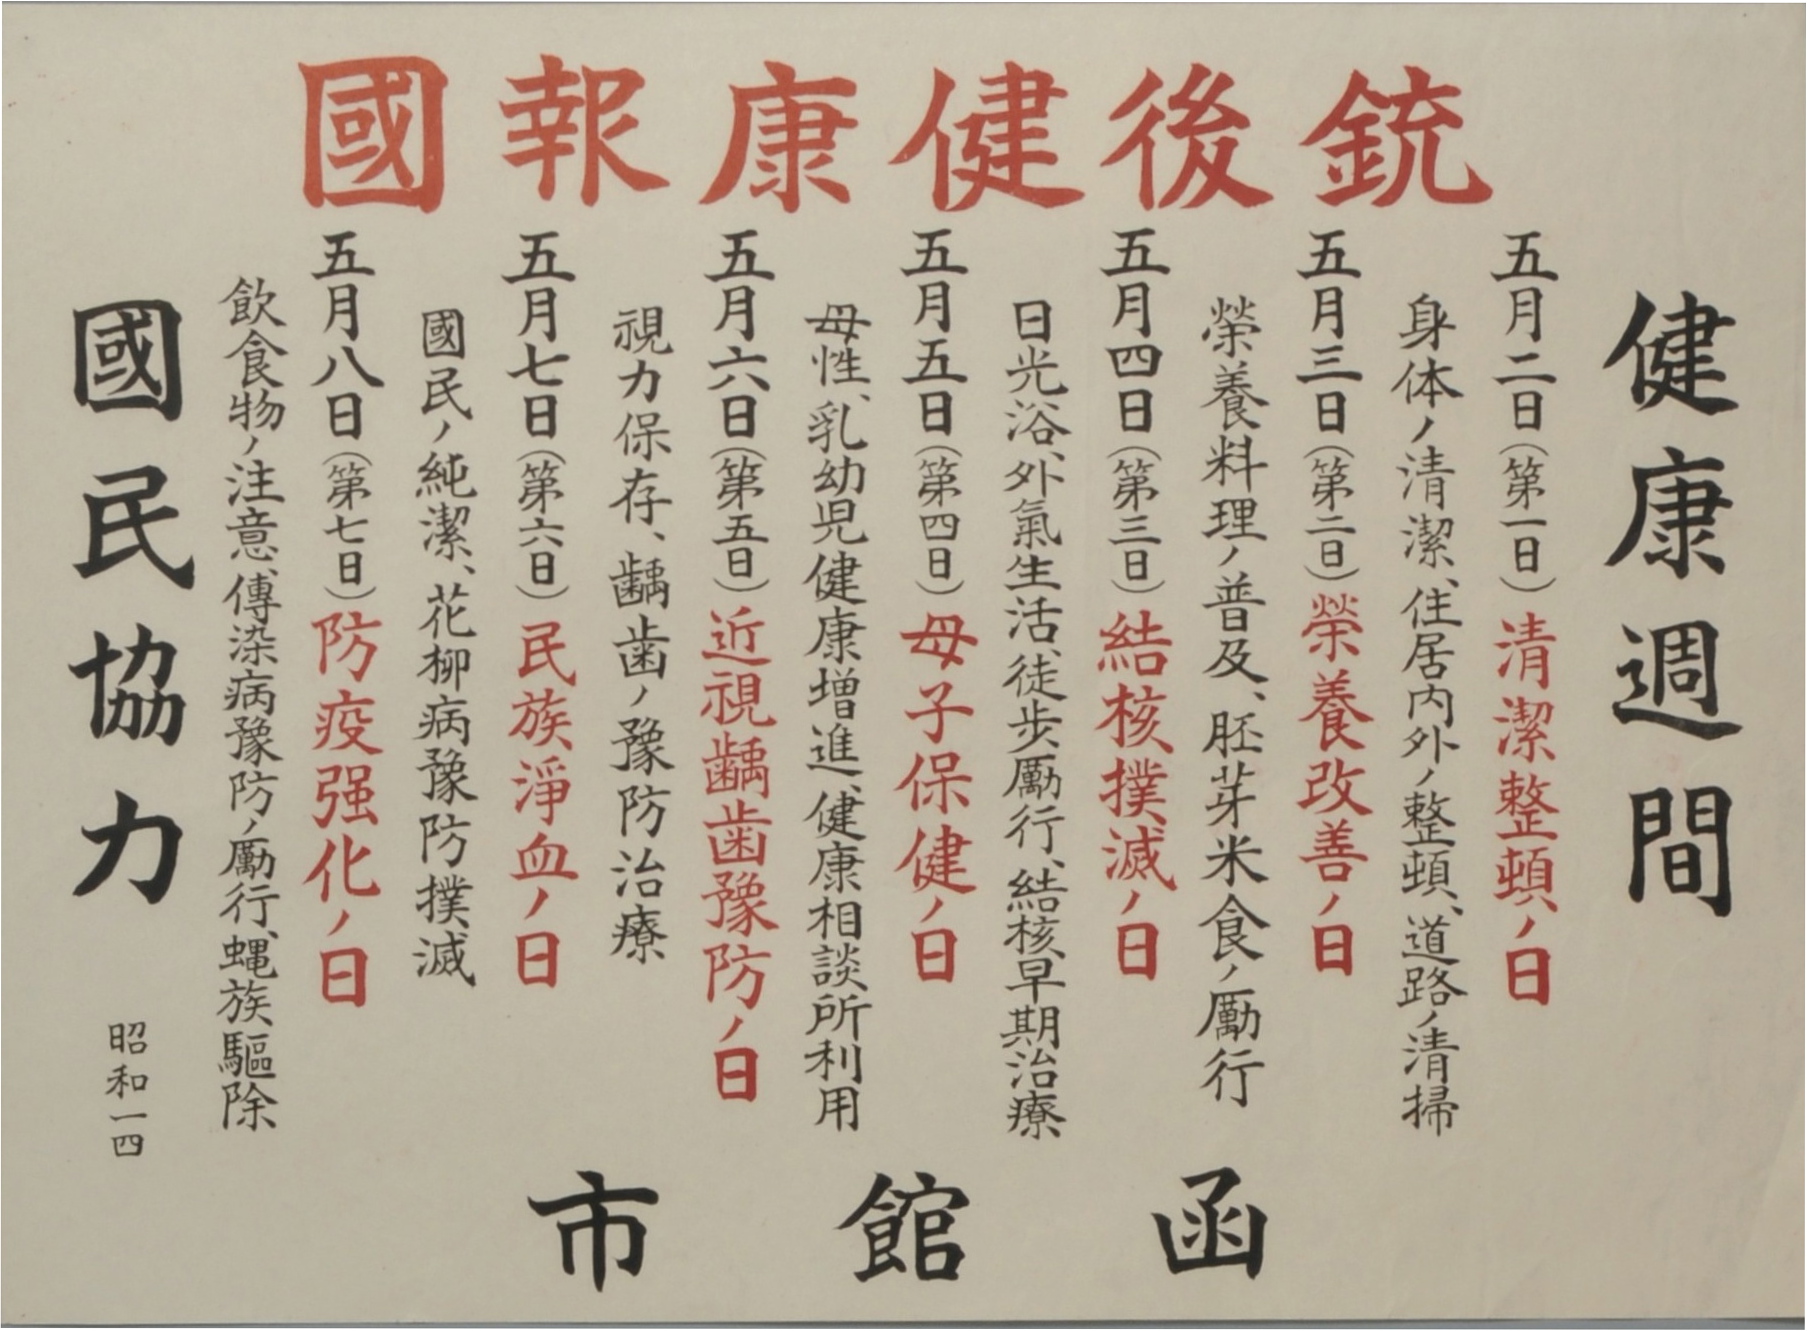 銃後健康報國
健康週間
五月二日(第一日)清潔整頓ノ日
身体ノ清潔、住居内外ノ整頓、道路ノ清掃
五月三日(第二日)榮養改善ノ日
榮養料理ノ普及、胚芽米食ノ勵行
五月四日(第三日)結核撲滅ノ日
日光浴、外氣生活、徒步勵行、結核早期治療
五月五日(第四日)母子保健ノ日
母性、乳幼児健康増進、健康相談所利用
五月六日(第五日)近視齲歯豫防ノ日
視力保存、齲歯ノ豫防治療
五月七日(第六日)民族淨血ノ日
國民ノ純潔、花柳病豫防撲滅
五月八日(第七日)防疫强化ノ日
飲食物ノ注意、傳染病豫防ノ勵行、蝿族驅除
國民協力
昭和一四
函館市